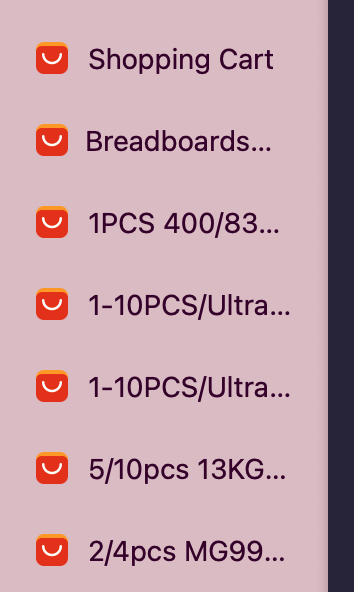 Shopping Cart
Breadboards...
1PCS 400/83...
1-10PCS/Ultra...
1-10PCS/Ultra...
5/10pcs 13KG...
2/4pcs MG99...